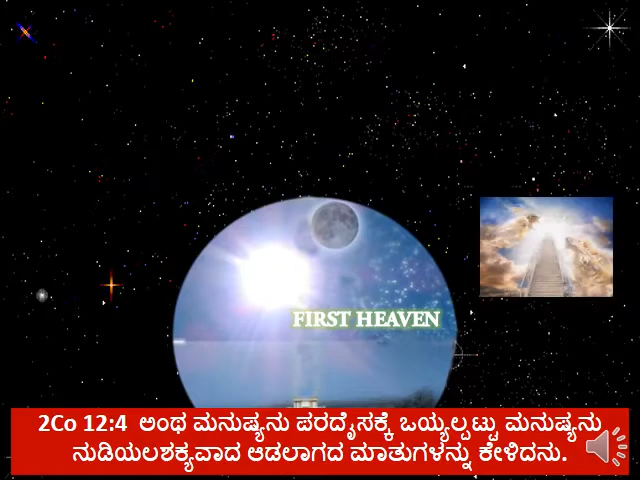 FIRST HEAVEN
2Co 12:4 ಅಂಥ ಮನುಷ್ಯನು ಪರದೈಸಕ್ಕೆ ಒಯ್ಯಲ್ಪಟ್ಟು ಮನುಷ್ಯನು
ನುಡಿಯಲಶಕ್ಯವಾದ ಆಡಲಾಗದ ಮಾತುಗಳನ್ನು ಕೇಳಿದನು.